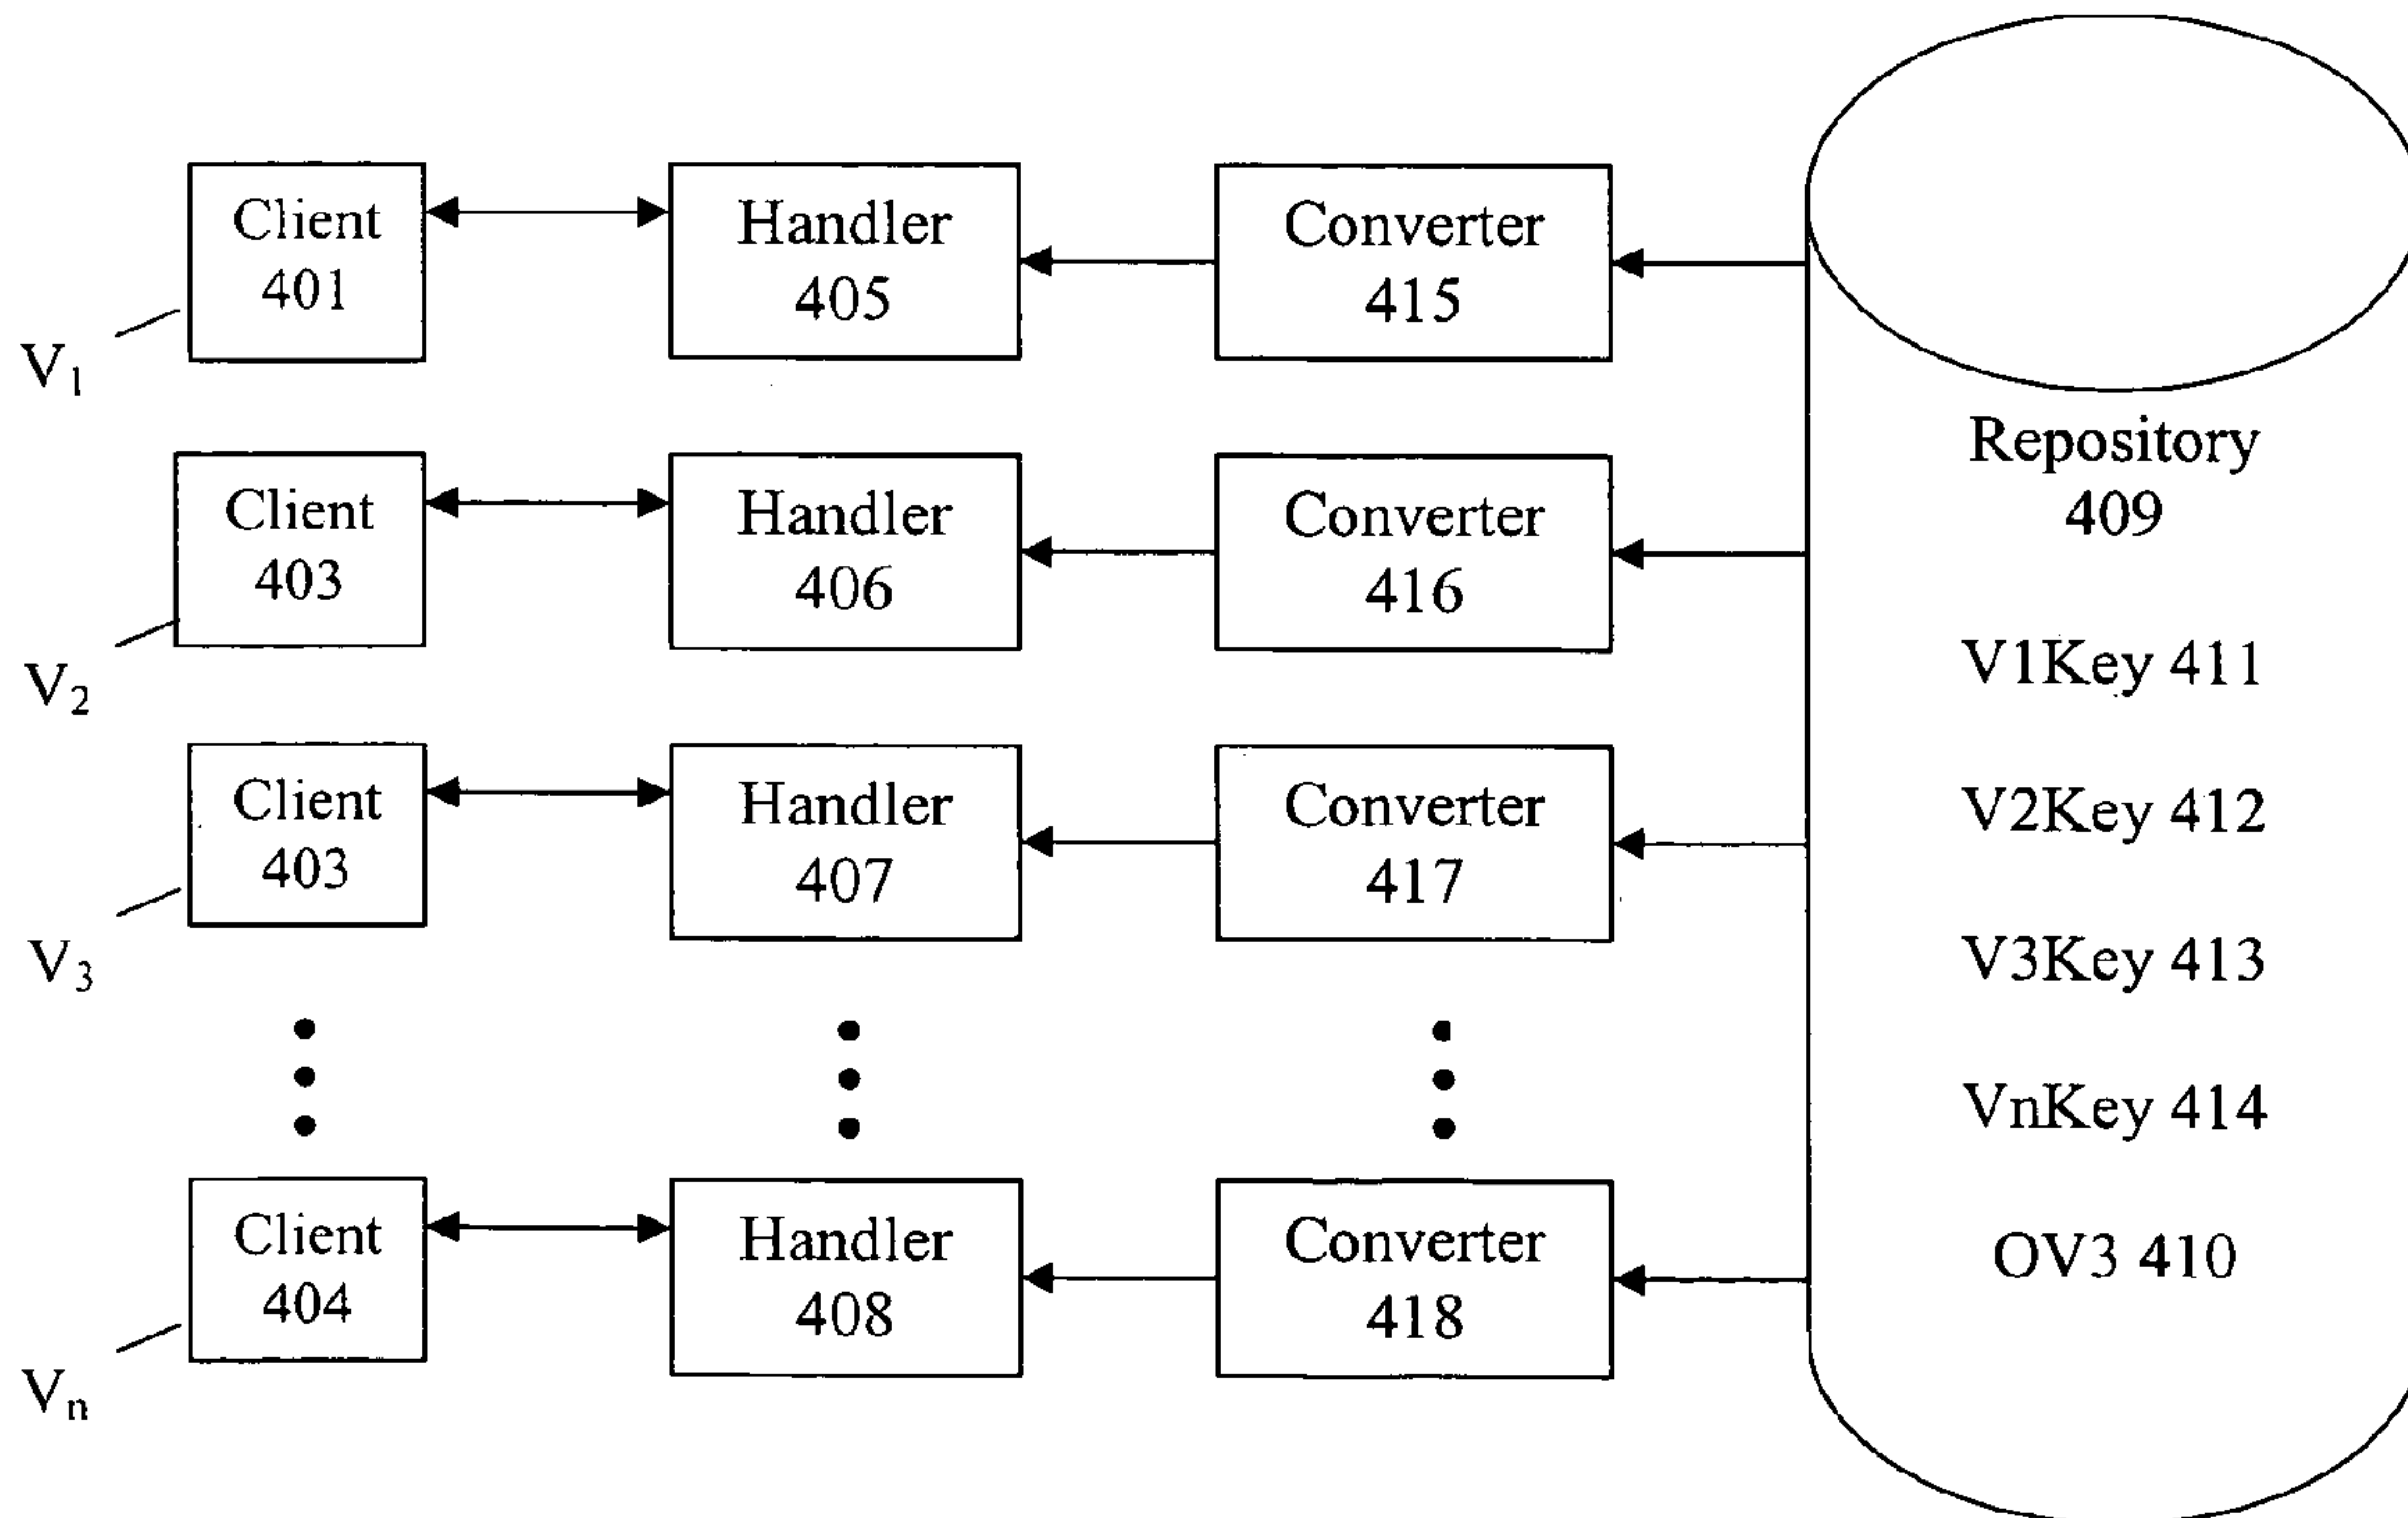 Client
401
Handler
405
Converter
415
V1
Client
403
Handler
406
Converter
416
V2
Client
403
Handler
407
Converter
417
V3
Client
404
Handler
408
Converter
418
Vn
Repository
409
V1Key 411
V2Key 412
V3Key 413
VnKey 414
OV3 410